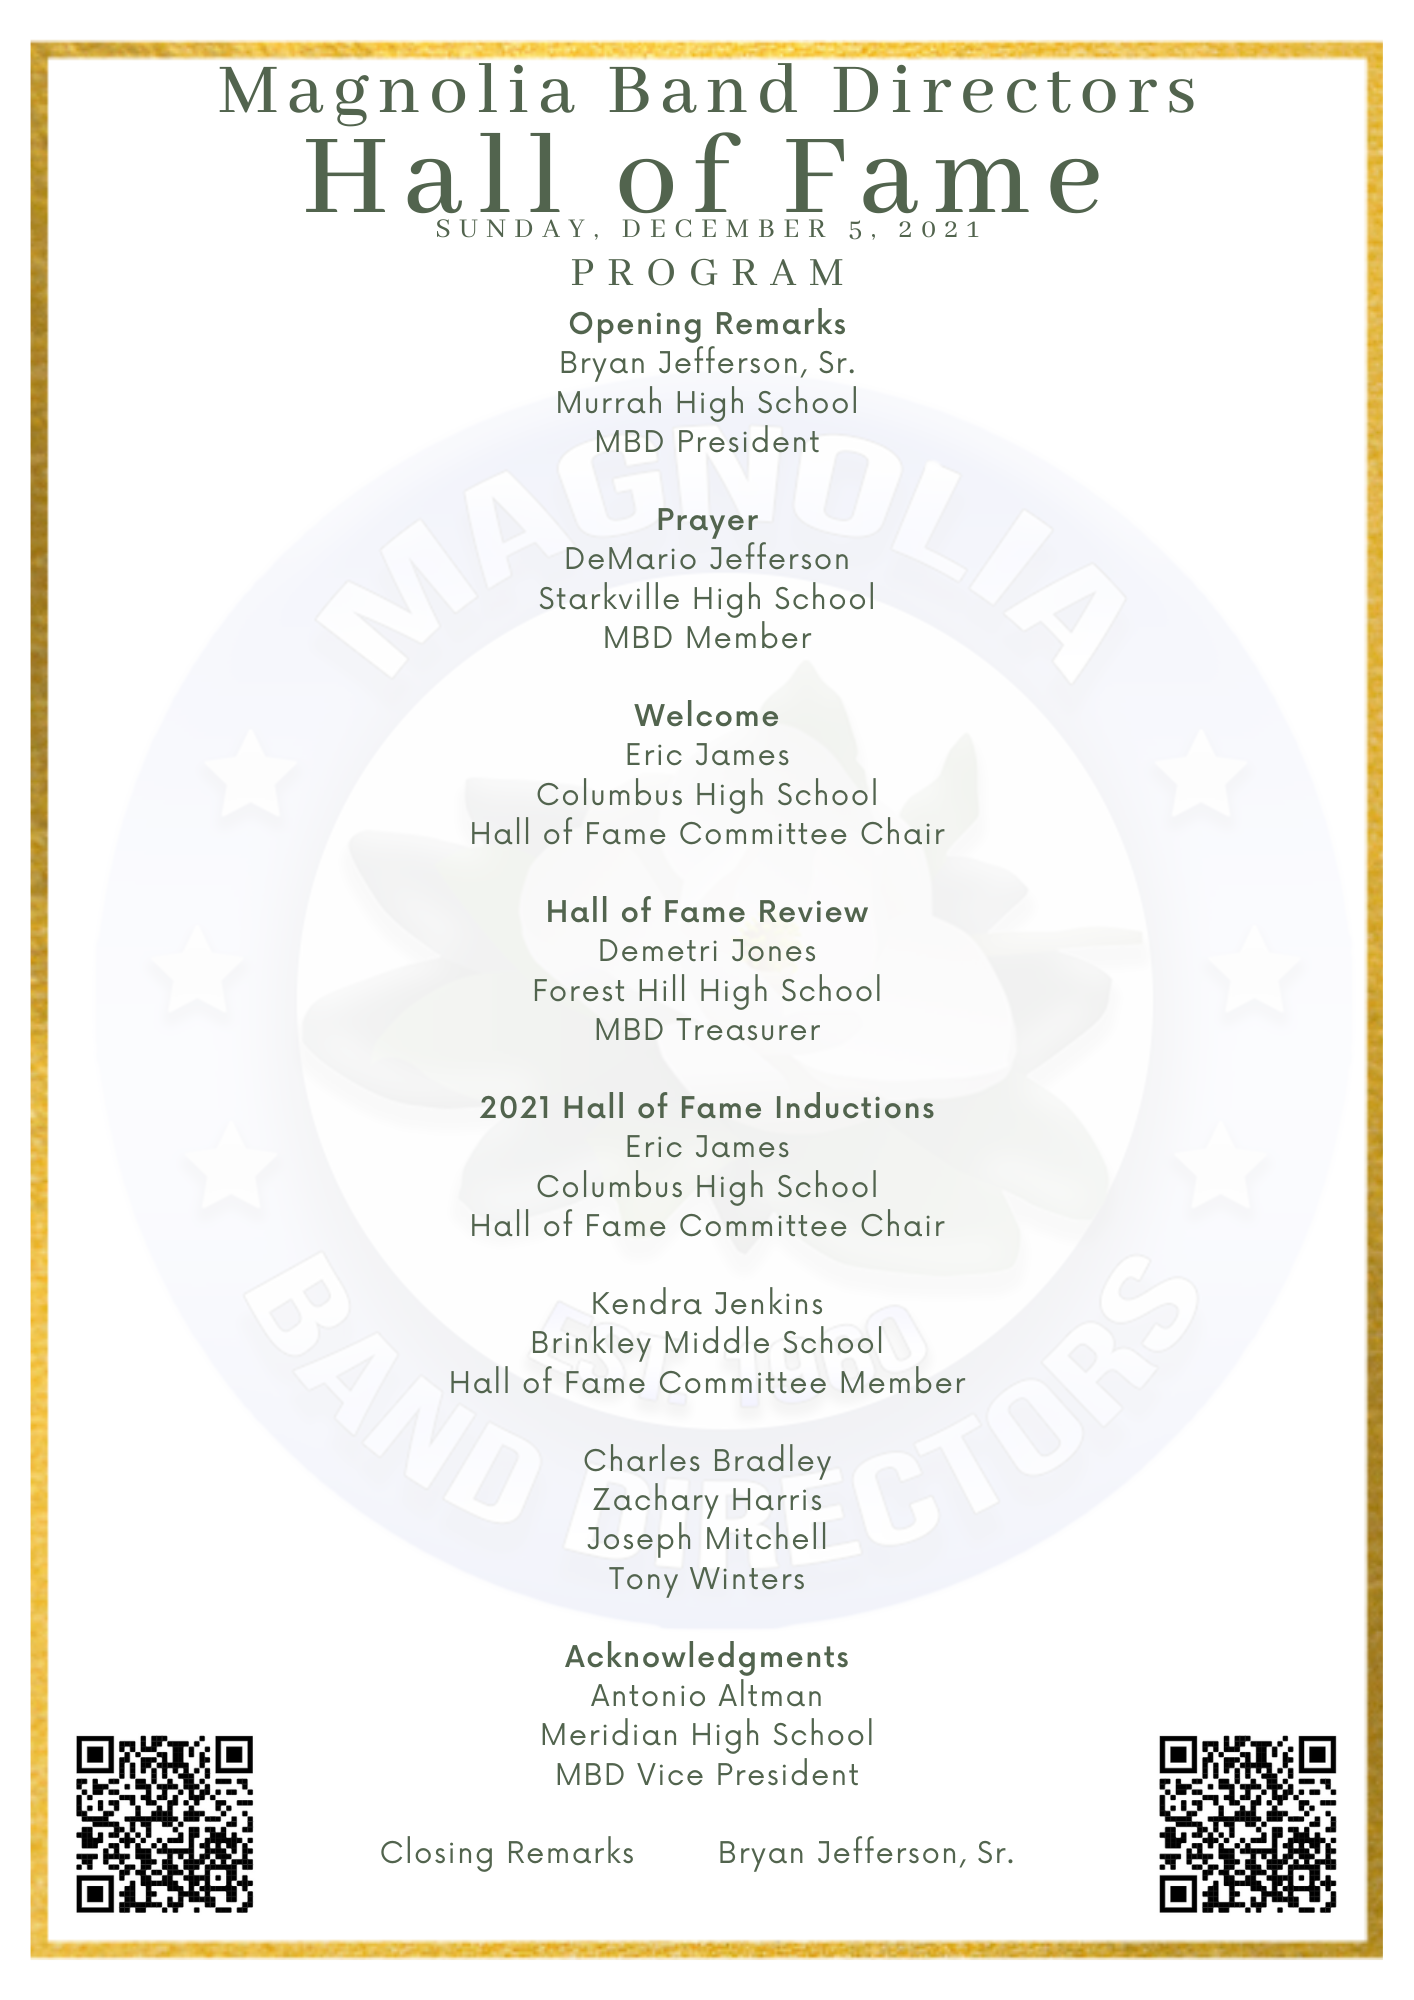 Magnolia Band Directors
Hall of Fame
SUNDAY, DECEMBER 5, 2021
PROGRAM
Opening Remarks
Bryan Jefferson, Sr.
Murrah High School
MBD President
Prayer
DeMario Jefferson
Starkville High School
MBD Member
Welcome
Eric James
Columbus High School
Hall of Fame Committee Chair
Hall of Fame Review
Demetri Jones
Forest Hill High School
MBD Treasurer
2021 Hall of Fame Inductions
Eric James
Columbus High School
Hall of Fame Committee Chair
Kendra Jenkins
Brinkley Middle School
Hall of Fame Committee Member
Charles Bradley
Zachary Harris
Joseph Mitchell
Tony Winters
Acknowledgments
Antonio Altman
Meridian High School
MBD Vice President
Closing Remarks Bryan Jefferson, Sr.
MAGNOLIA
BAND DIRECTORS